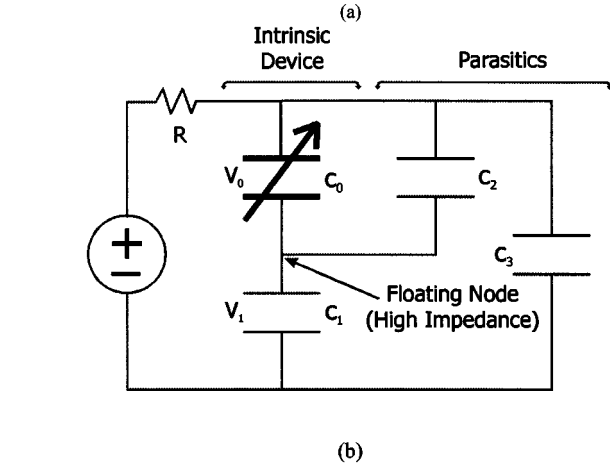 (a)
Intrinsic
Device
Parasitics
R
V₀
C₀
C₂
C₃
Floating Node
(High Impedance)
V₁
C₁
(b)